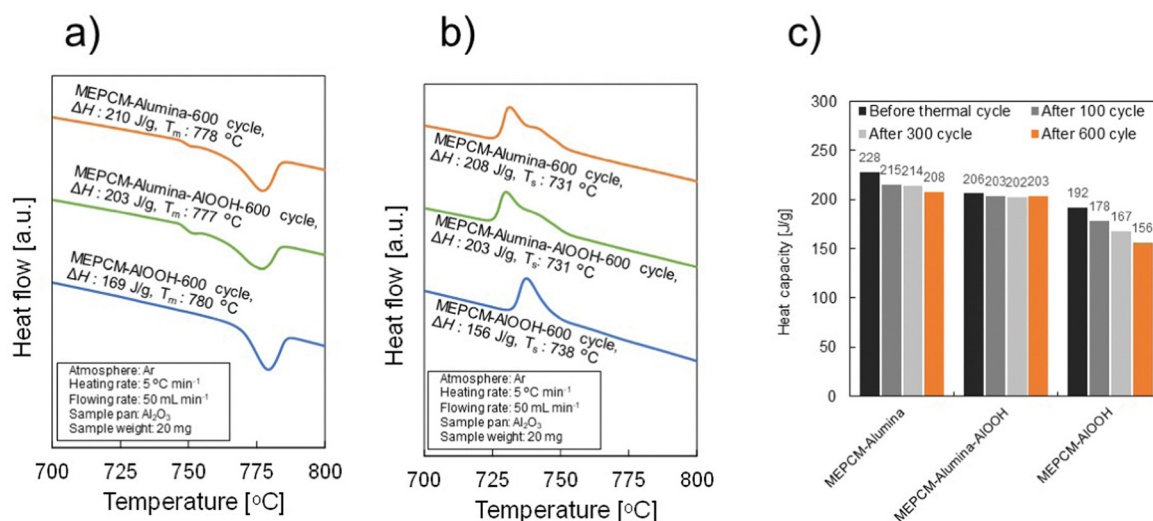 a)
Heat flow [a.u.]
MEPCM-Alumina-600 cycle,
ΔH : 210 J/g, Tm : 778 °C
MEPCM-Alumina-AlOOH-600 cycle,
ΔH : 203 J/g, Tm : 777 °C
MEPCM-AlOOH-600 cycle,
ΔH : 169 J/g, Tm : 780 °C
Atmosphere: Ar
Heating rate: 5 ºC min⁻¹
Flowing rate: 50 mL min⁻¹
Sample pan: Al₂O₃
Sample weight: 20 mg
700 725 750 775 800
Temperature [ºC]
b)
Heat flow [a.u.]
MEPCM-Alumina-600 cycle,
ΔH : 208 J/g, Ts : 731 °C
MEPCM-Alumina-AlOOH-600 cycle,
ΔH : 203 J/g, Ts: 731 °C
MEPCM-AlOOH-600 cycle,
ΔH : 156 J/g, Ts : 738 °C
Atmosphere: Ar
Heating rate: 5 ºC min⁻¹
Flowing rate: 50 mL min⁻¹
Sample pan: Al₂O₃
Sample weight: 20 mg
700 725 750 775 800
Temperature [ºC]
c)
Heat capacity [J/g]
300
250
200
150
100
50
0
Before thermal cycle After 100 cycle
After 300 cycle After 600 cyle
228 215 214 208
206 203 202 203
192 178 167 156
MEPCM-Alumina
MEPCM-Alumina-AlOOH
MEPCM-AlOOH